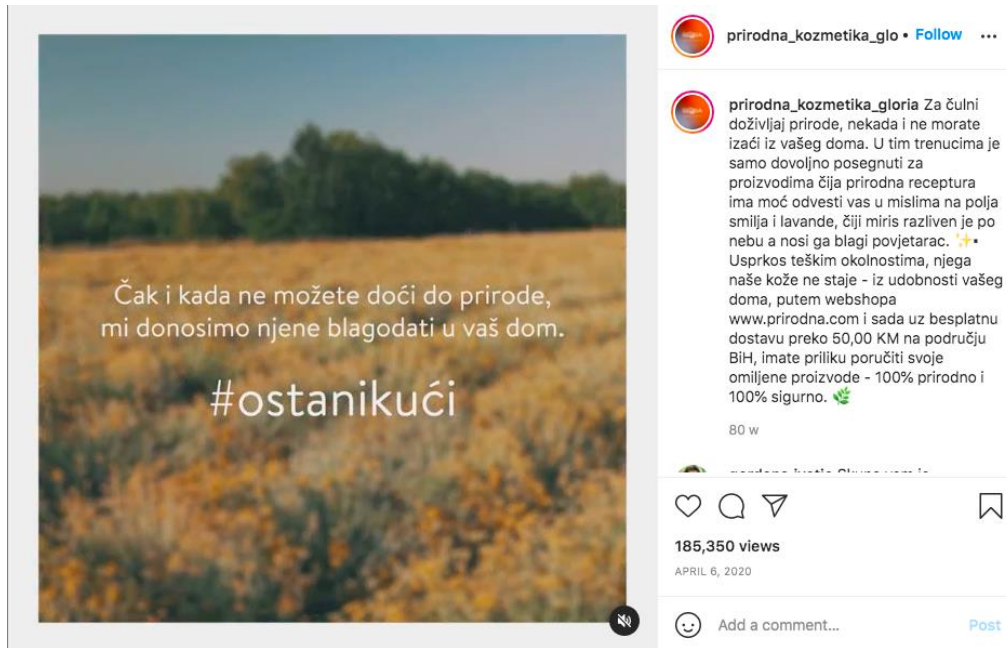 Čak i kada ne možete doći do prirode,
mi donosimo njene blagodati u vaš dom.
#ostanikući
prirodna_kozmetika_glo • Follow ...
prirodna_kozmetika_gloria Za čulni
doživljaj prirode, nekada i ne morate
izaći iz vašeg doma. U tim trenucima je
samo dovoljno posegnuti za
proizvodima čija prirodna receptura
ima moć odvesti vas u mislima na polja
smilja i lavande, čiji miris razliven je po
nebu a nosi ga blagi povjetarac. ✨▪
Usprkos teškim okolnostima, njega
naše kože ne staje - iz udobnosti vašeg
doma, putem webshopa
www.prirodna.com i sada uz besplatnu
dostavu preko 50,00 KM na području
BiH, imate priliku poručiti svoje
omiljene proizvode - 100% prirodno i
100% sigurno. 🌿
80 w
185,350 views
APRIL 6, 2020
Add a comment...
Post